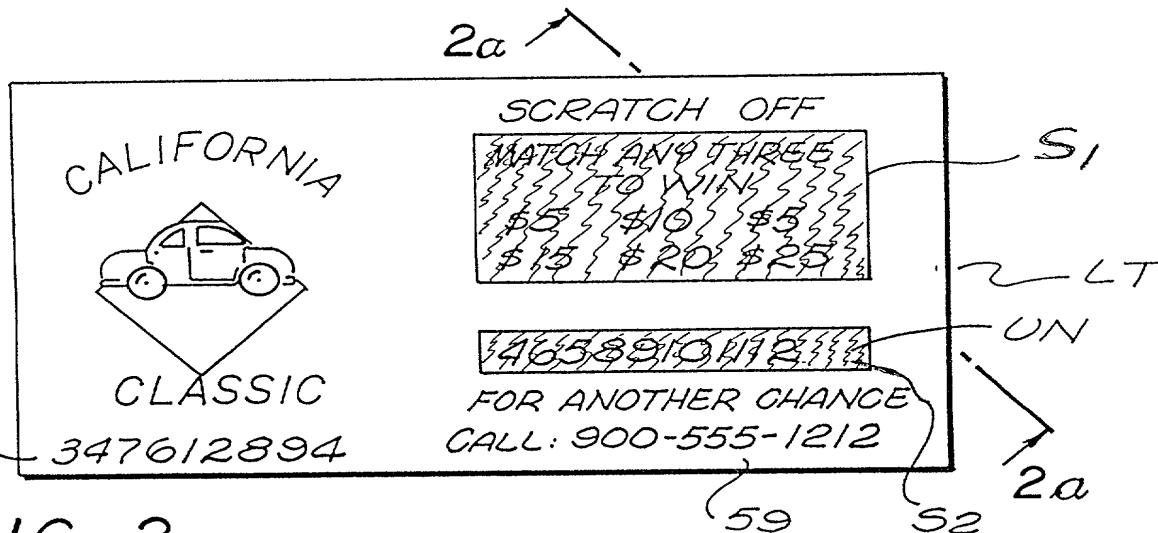 2a
SCRATCH OFF
CALIFORNIA
MATCH ANY THREE
TO WIN
$5 $10 $5
$15 $20 $25
S1
LT
UN
465889101112
CLASSIC
FOR ANOTHER CHANCE
CALL: 900-555-1212
347612894
2a
59
S2